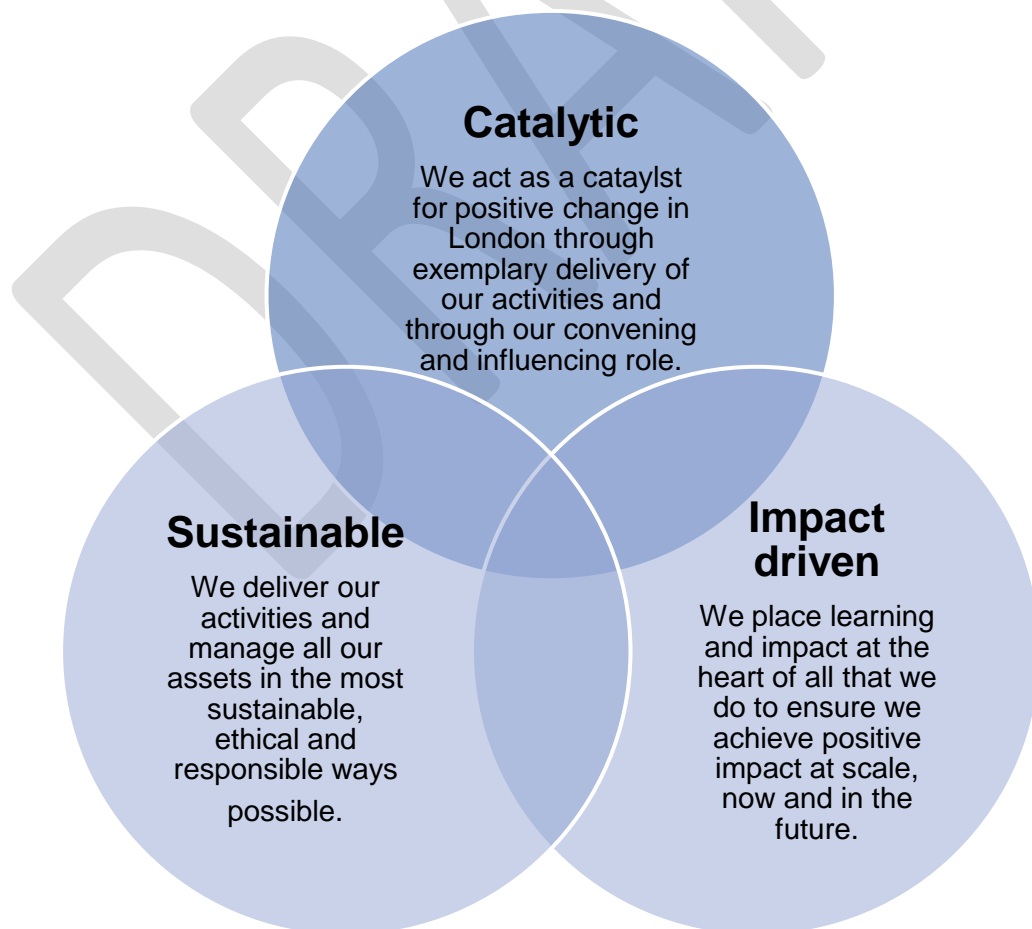 Catalytic
We act as a cataylst
for positive change in
London through
exemplary delivery of
our activities and
through our convening
and influencing role.
Sustainable
We deliver our
activities and
manage all our
assets in the most
sustainable,
ethical and
responsible ways
possible.
Impact
driven
We place learning
and impact at the
heart of all that we
do to ensure we
achieve positive
impact at scale,
now and in the
future.